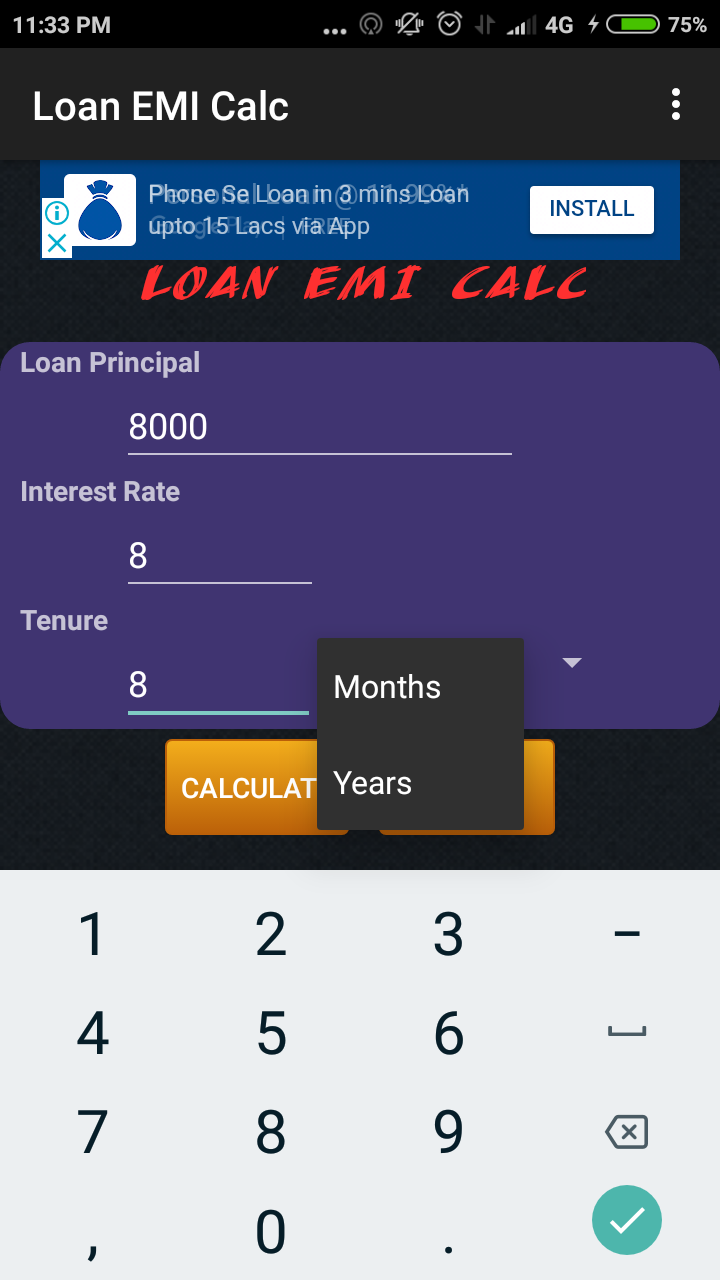 11:33 PM 4G 75%
Loan EMI Calc
Phone Se Loan in 3 mins Loan
upto 15 Lacs via App
INSTALL
LOAN EMI CALC
Loan Principal
8000
Interest Rate
8
Tenure
8
Months
Years
CALCULAT
1 2 3 −
4 5 6
7 8 9
, 0 .